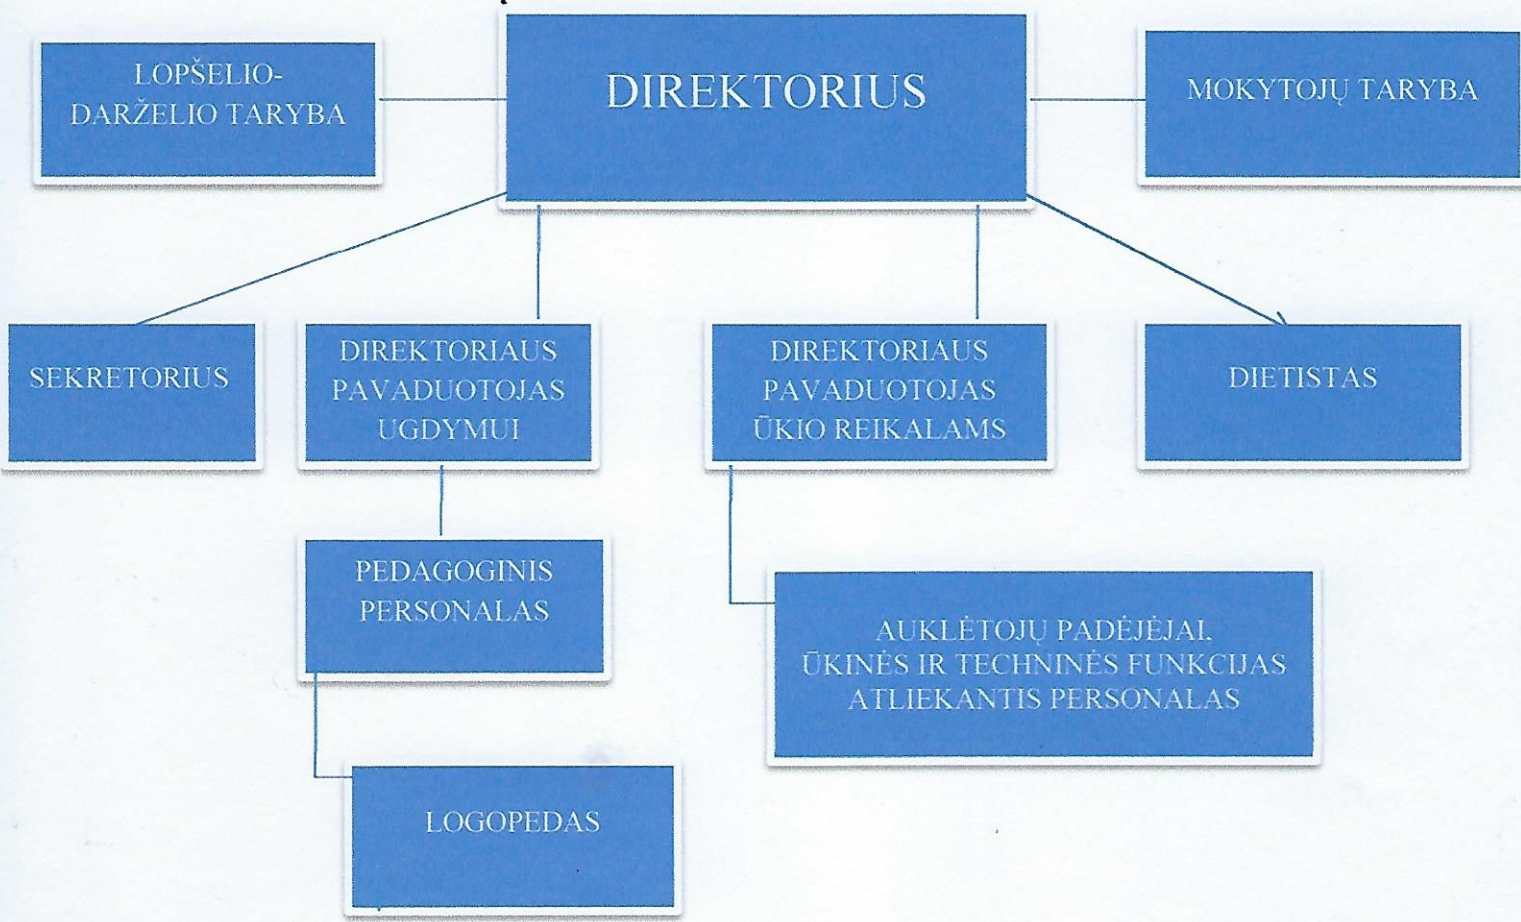 LOPŠELIO-
DARŽELIO TARYBA
DIREKTORIUS
MOKYTOJŲ TARYBA
SEKRETORIUS
DIREKTORIAUS
PAVADUOTOJAS
UGDYMUI
DIREKTORIAUS
PAVADUOTOJAS
ŪKIO REIKALAMS
DIETISTAS
PEDAGOGINIS
PERSONALAS
AUKLĖTOJŲ PADĖJĖJAI,
ŪKINĖS IR TECHNINĖS FUNKCIJAS
ATLIEKANTIS PERSONALAS
LOGOPEDAS